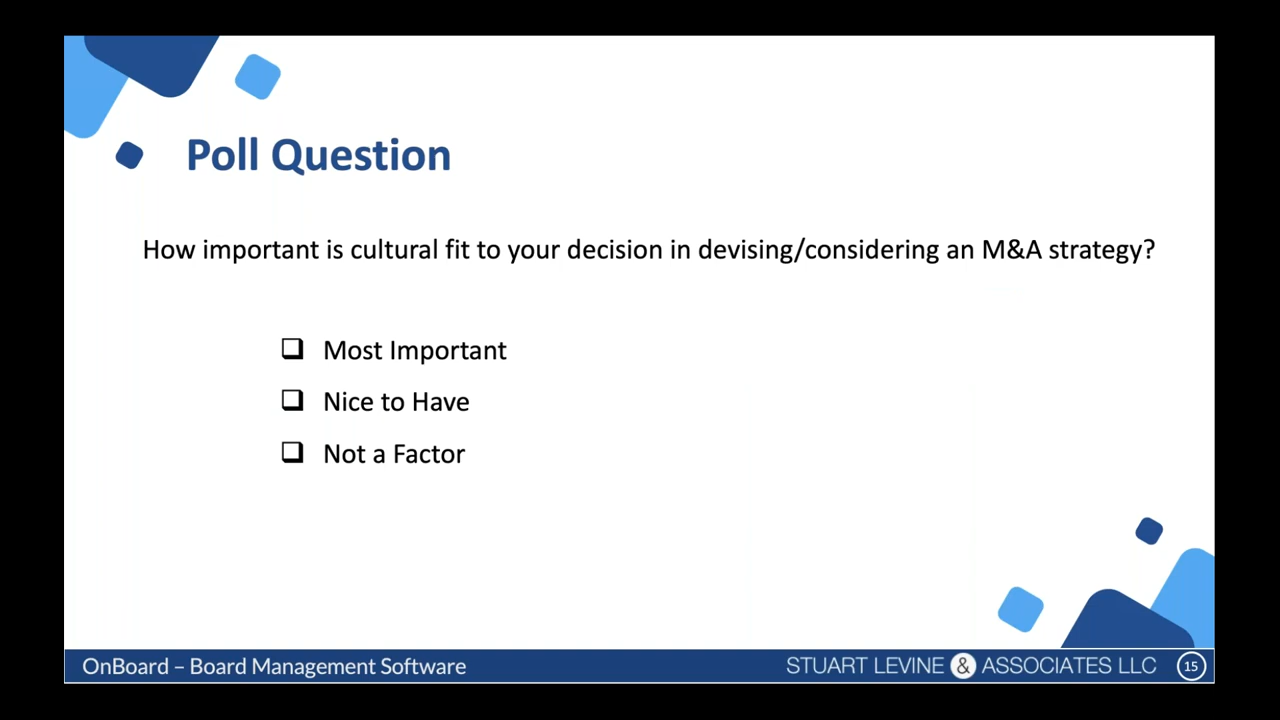 Poll Question
How important is cultural fit to your decision in devising/considering an M&A strategy?
❑ Most Important
❑ Nice to Have
❑ Not a Factor
OnBoard – Board Management Software
STUART LEVINE & ASSOCIATES LLC
15